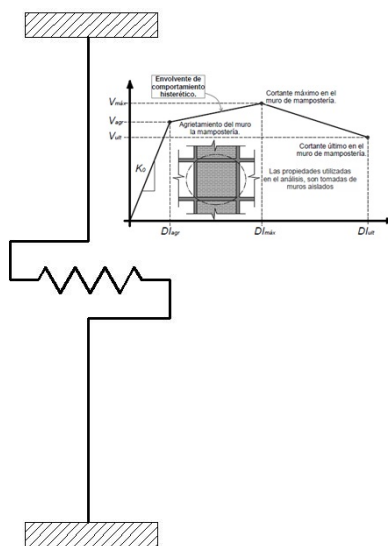 Envolvente de
comportamiento
histerético.
Cortante máximo en el
muro de mampostería.
Vmáx
Vagr
Vult
Agrietamiento del muro
la mampostería.
Cortante último en el
muro de mampostería.
K0
Las propiedades utilizadas
en el análisis, son tomadas de
muros aislados
DIagr
DImáx
DIult